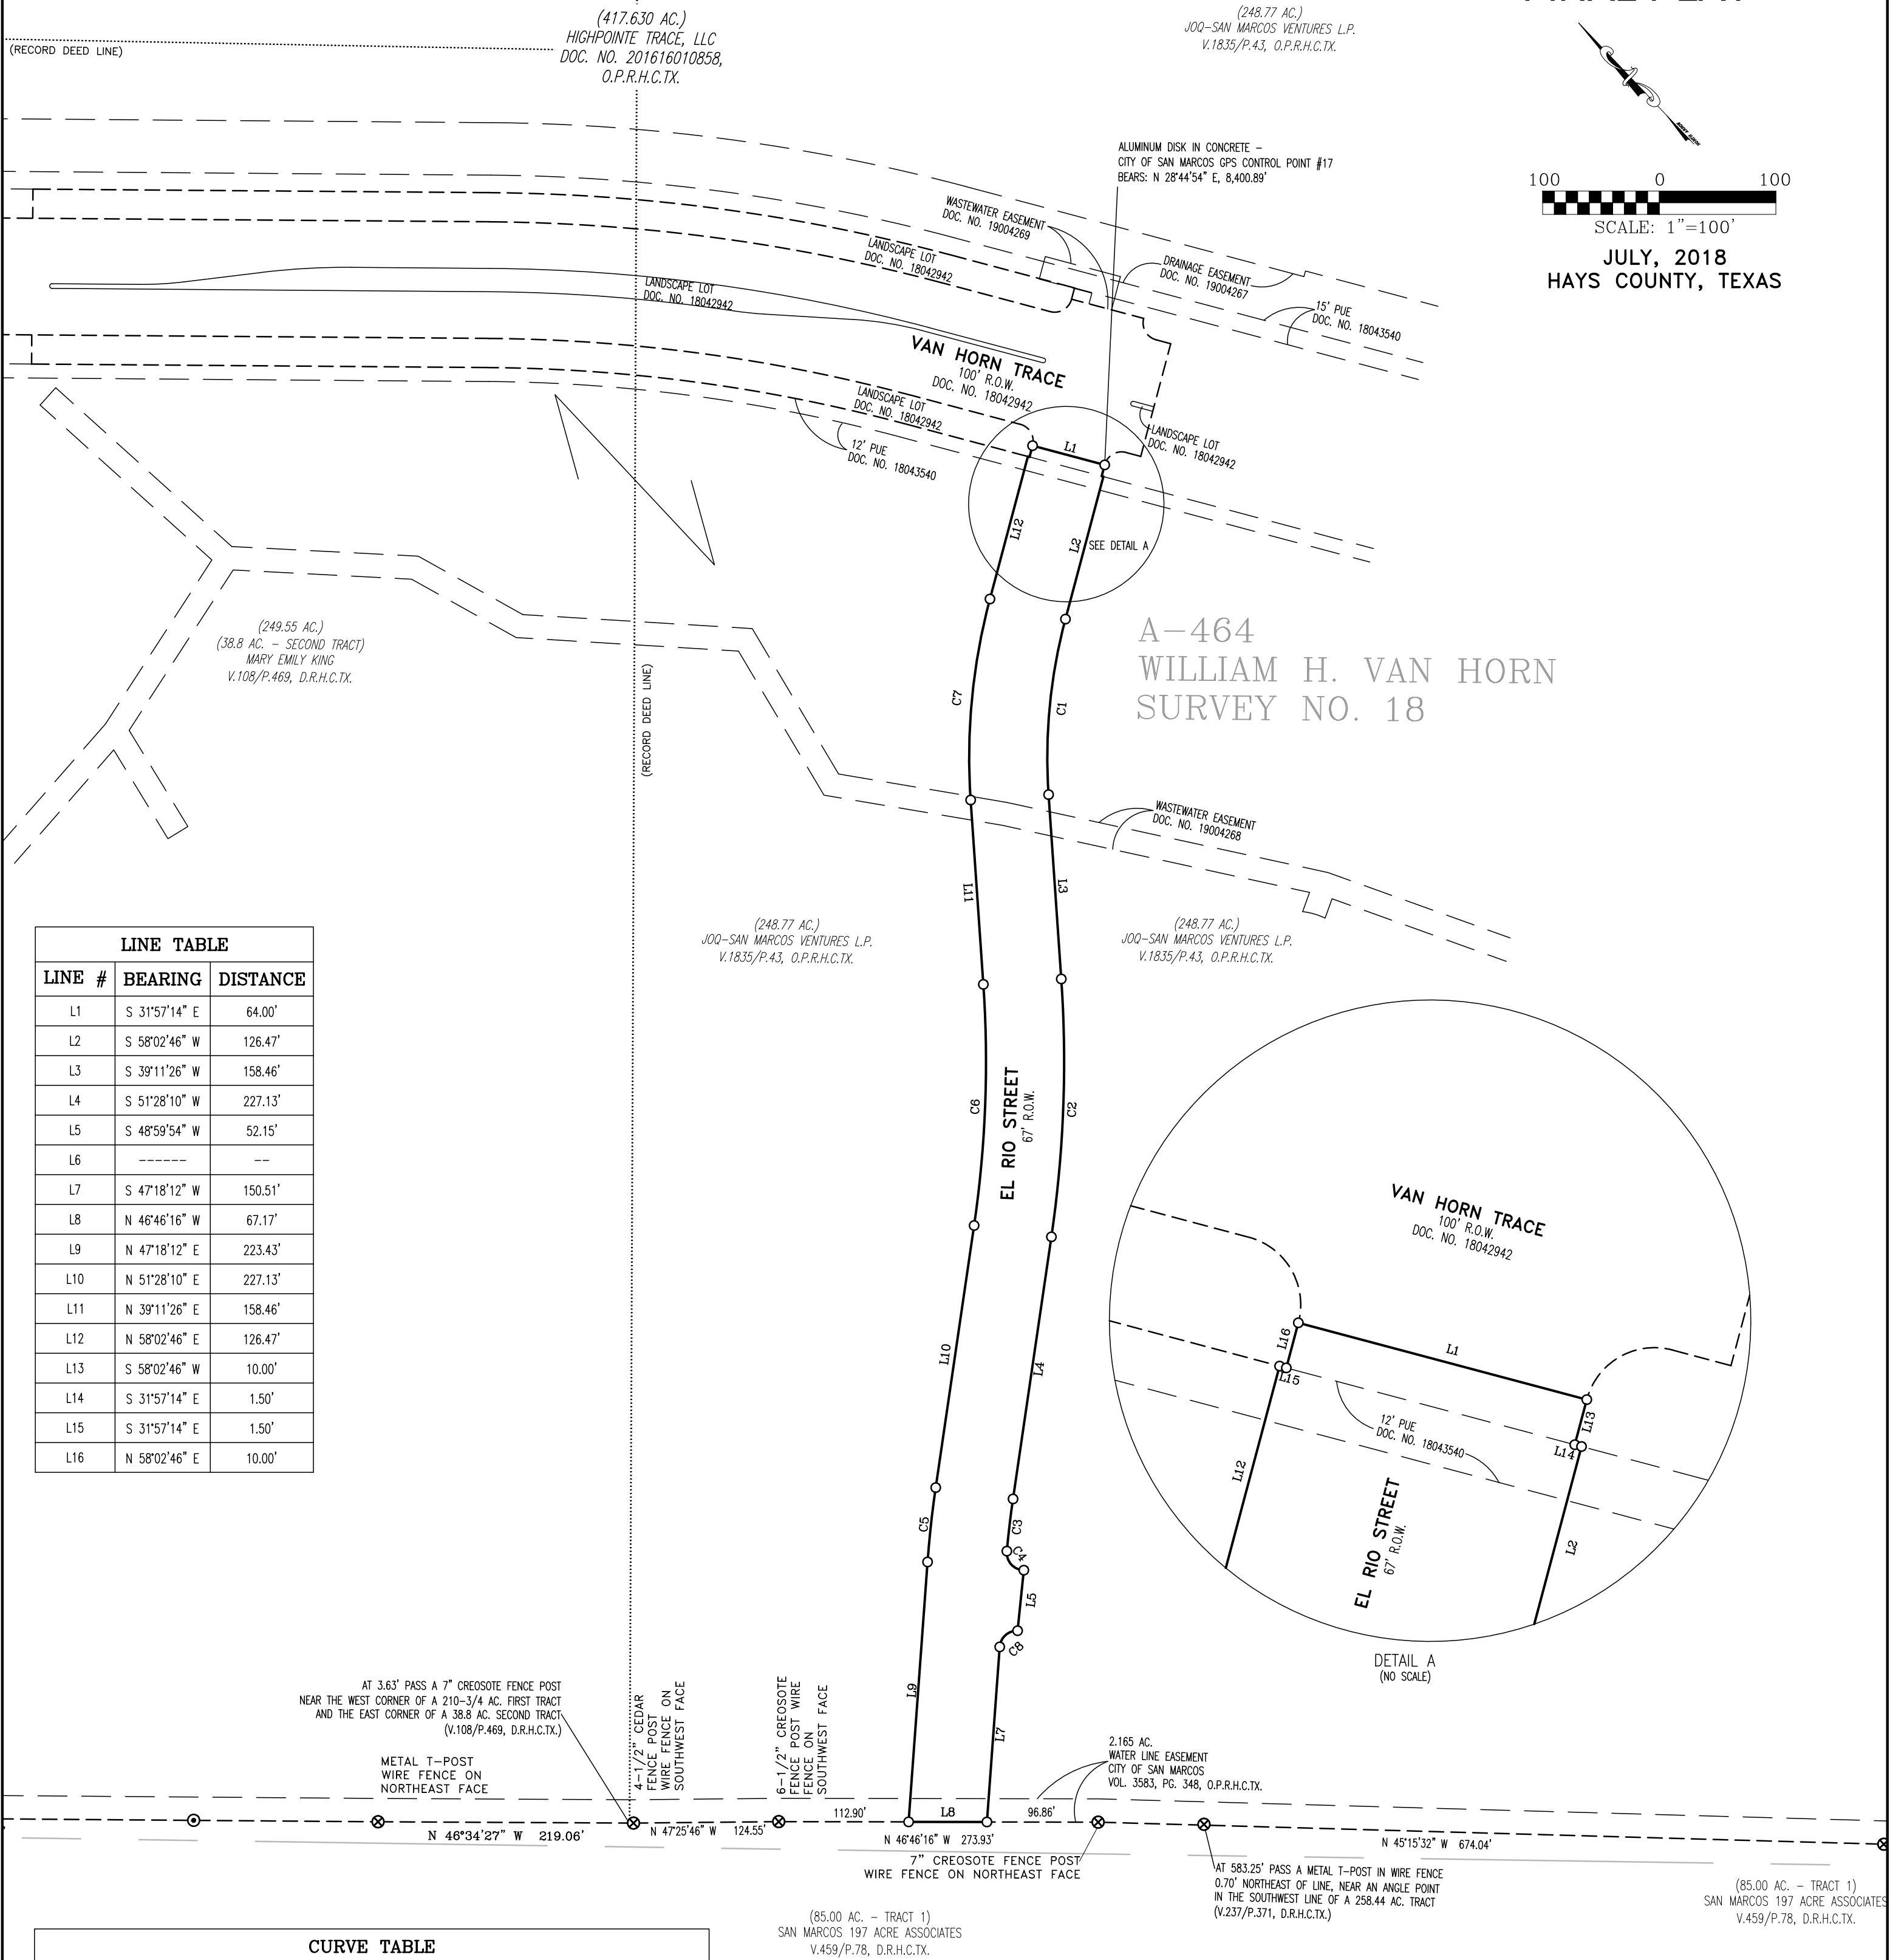 (417.630 AC.)
HIGHPOINTE TRACE, LLC
DOC. NO. 201616010858,
O.P.R.H.C.TX.
(RECORD DEED LINE)
(248.77 AC.)
JOQ-SAN MARCOS VENTURES L.P.
V.1835/P.43, O.P.R.H.C.TX.
100 0 100
SCALE: 1"=100'
JULY, 2018
HAYS COUNTY, TEXAS
ALUMINUM DISK IN CONCRETE -
CITY OF SAN MARCOS GPS CONTROL POINT #17
BEARS: N 28°44'54" E, 8,400.89'
WASTEWATER EASEMENT
DOC. NO. 19004269
LANDSCAPE LOT
DOC. NO. 18042942
DRAINAGE EASEMENT
DOC. NO. 19004267
15' PUE
DOC. NO. 18043540
LANDSCAPE LOT
DOC. NO. 18042942
VAN HORN TRACE
100' R.O.W.
DOC. NO. 18042942
LANDSCAPE LOT
DOC. NO. 18042942
LANDSCAPE LOT
DOC. NO. 18042942
12' PUE
DOC. NO. 18043540
L1
L12
L2
SEE DETAIL A
A-464
WILLIAM H. VAN HORN
SURVEY NO. 18
(249.55 AC.)
(38.8 AC. - SECOND TRACT)
MARY EMILY KING
V.108/P.469, D.R.H.C.TX.
(RECORD DEED LINE)
C7
C1
WASTEWATER EASEMENT
DOC. NO. 19004268
L11
L3
(248.77 AC.)
JOQ-SAN MARCOS VENTURES L.P.
V.1835/P.43, O.P.R.H.C.TX.
(248.77 AC.)
JOQ-SAN MARCOS VENTURES L.P.
V.1835/P.43, O.P.R.H.C.TX.
LINE TABLE
LINE # BEARING DISTANCE
L1 S 31°57'14" E 64.00'
L2 S 58°02'46" W 126.47'
L3 S 39°11'26" W 158.46'
L4 S 51°28'10" W 227.13'
L5 S 48°59'54" W 52.15'
L6 ------ --
L7 S 47°18'12" W 150.51'
L8 N 46°46'16" W 67.17'
L9 N 47°18'12" E 223.43'
L10 N 51°28'10" E 227.13'
L11 N 39°11'26" E 158.46'
L12 N 58°02'46" E 126.47'
L13 S 58°02'46" W 10.00'
L14 S 31°57'14" E 1.50'
L15 S 31°57'14" E 1.50'
L16 N 58°02'46" E 10.00'
C6
EL RIO STREET
67' R.O.W.
C2
L10
L4
C5
C3
C4
L5
C8
L9
L7
VAN HORN TRACE
100' R.O.W.
DOC. NO. 18042942
L16
L1
L15
L13
L14
12' PUE
DOC. NO. 18043540
L12
L2
EL RIO STREET
67' R.O.W.
DETAIL A
(NO SCALE)
AT 3.63' PASS A 7" CREOSOTE FENCE POST
NEAR THE WEST CORNER OF A 210-3/4 AC. FIRST TRACT
AND THE EAST CORNER OF A 38.8 AC. SECOND TRACT
(V.108/P.469, D.R.H.C.TX.)
METAL T-POST
WIRE FENCE ON
NORTHEAST FACE
4-1/2" CEDAR
FENCE POST
WIRE FENCE ON
SOUTHWEST FACE
6-1/2" CREOSOTE
FENCE POST WIRE
FENCE ON
SOUTHWEST FACE
2.165 AC.
WATER LINE EASEMENT
CITY OF SAN MARCOS
VOL. 3583, PG. 348, O.P.R.H.C.TX.
112.90' L8 96.86'
N 46°34'27" W 219.06'
N 47°25'46" W 124.55'
N 46°46'16" W 273.93'
N 45°15'32" W 674.04'
7" CREOSOTE FENCE POST
WIRE FENCE ON NORTHEAST FACE
AT 583.25' PASS A METAL T-POST IN WIRE FENCE
0.70' NORTHEAST OF LINE, NEAR AN ANGLE POINT
IN THE SOUTHWEST LINE OF A 258.44 AC. TRACT
(V.237/P.371, D.R.H.C.TX.)
(85.00 AC. - TRACT 1)
SAN MARCOS 197 ACRE ASSOCIATES
V.459/P.78, D.R.H.C.TX.
(85.00 AC. - TRACT 1)
SAN MARCOS 197 ACRE ASSOCIATES
V.459/P.78, D.R.H.C.TX.
CURVE TABLE